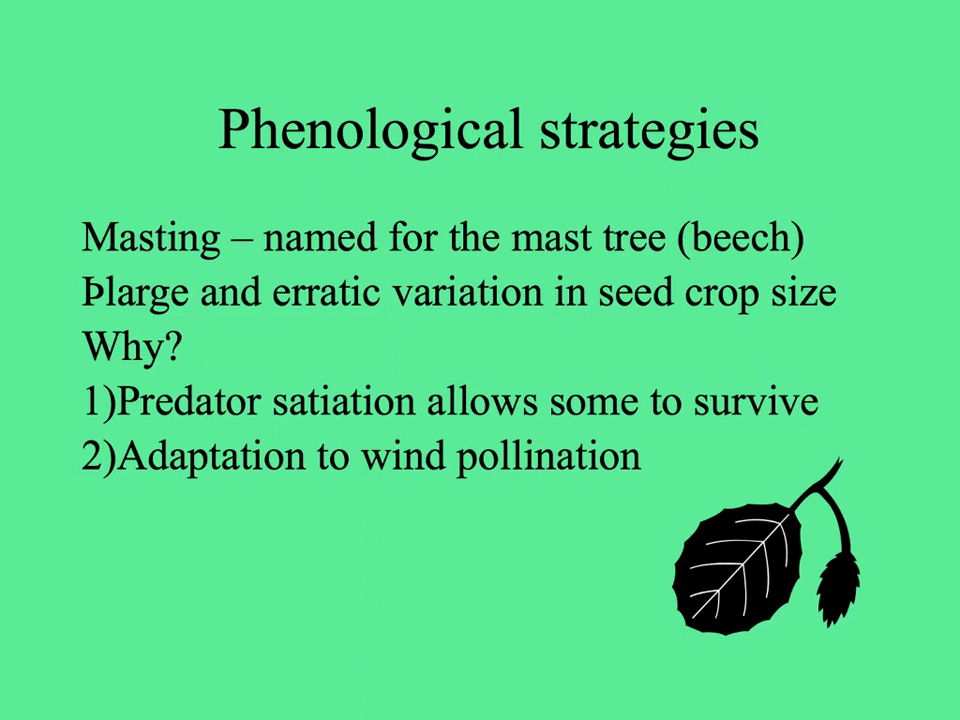 Phenological strategies
Masting – named for the mast tree (beech)
Þlarge and erratic variation in seed crop size
Why?
1)Predator satiation allows some to survive
2)Adaptation to wind pollination